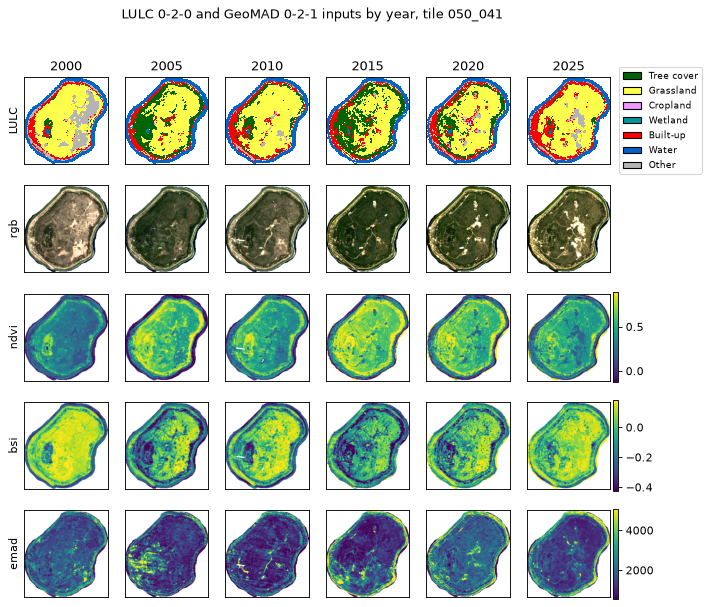 LULC 0-2-0 and GeoMAD 0-2-1 inputs by year, tile 050_041
2000 2005 2010 2015 2020 2025
LULC
Tree cover
Grassland
Cropland
Wetland
Built-up
Water
Other
rgb
ndvi
0.5
0.0
bsi
0.0
−0.2
−0.4
emad
4000
2000